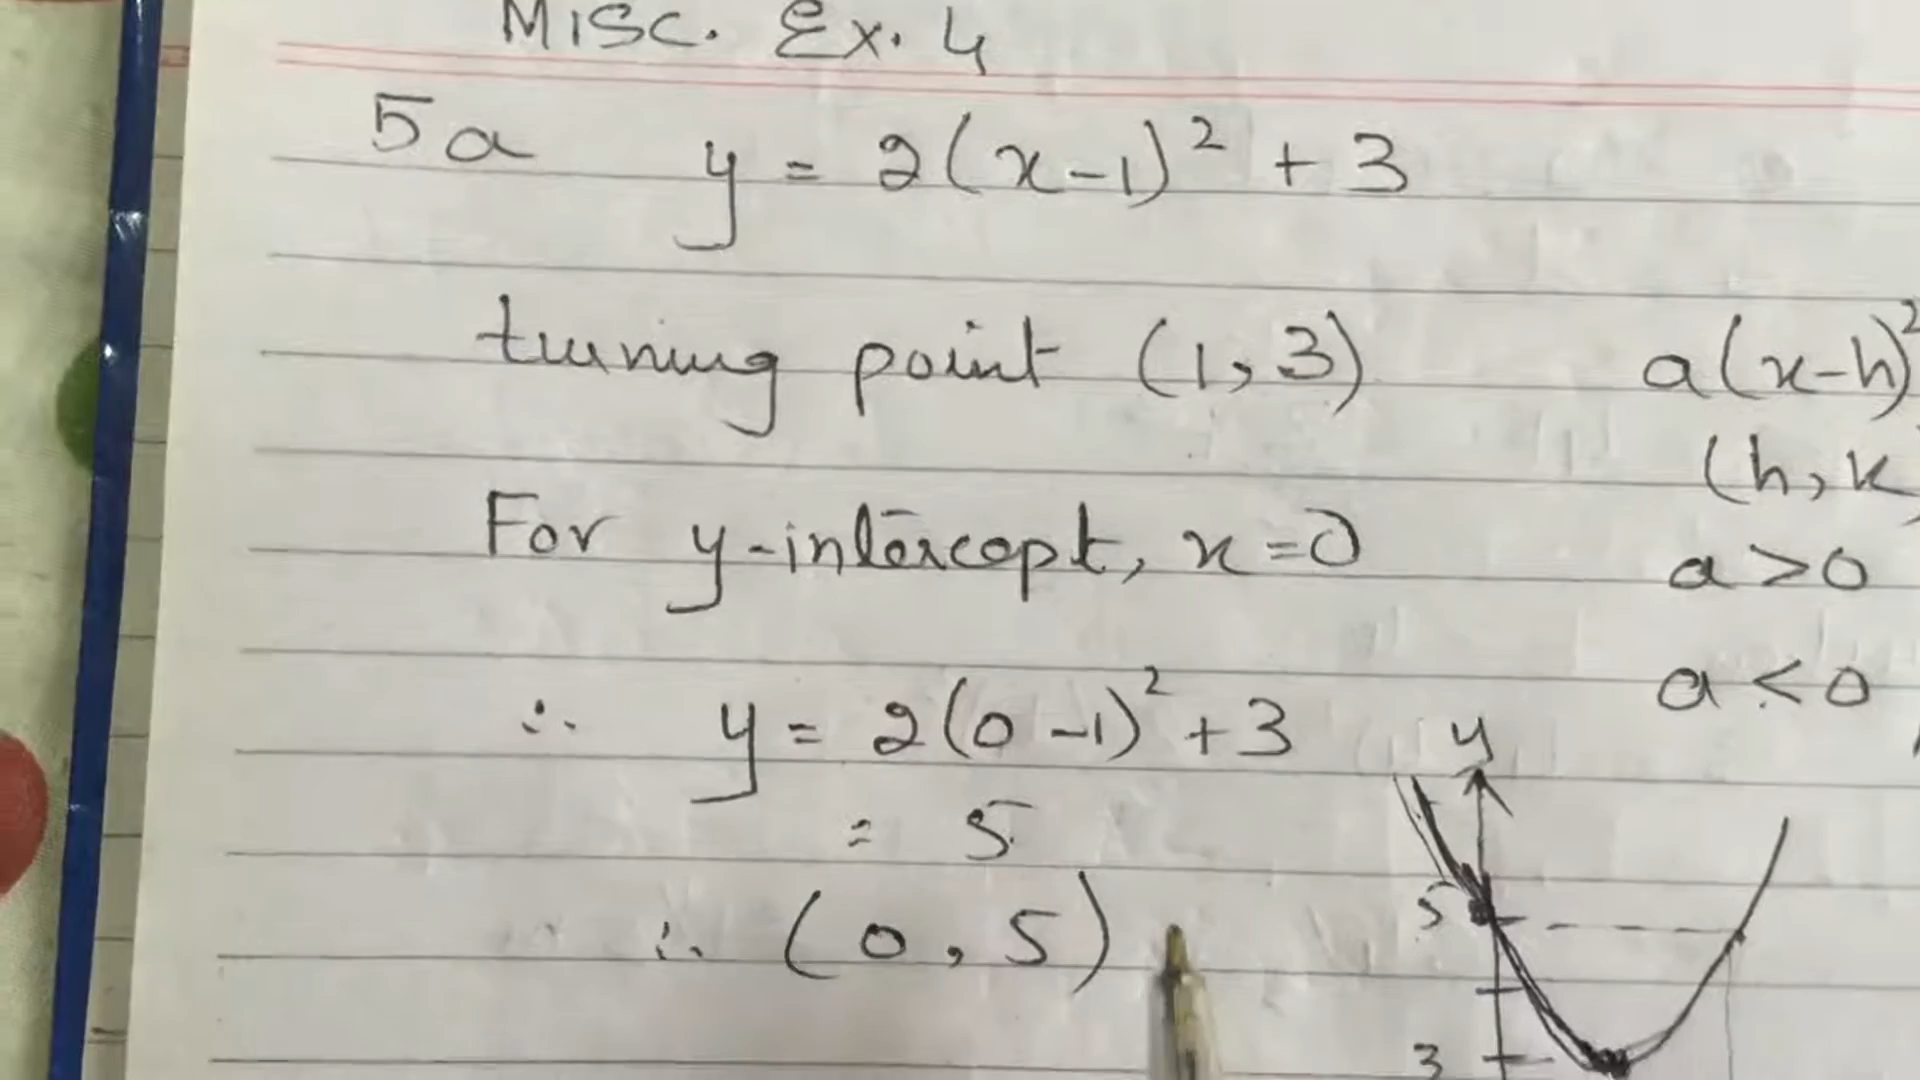 Misc. Ex. 4
5a y = 2(x-1)² + 3
turning point (1, 3)
a(x-h)²
(h, k)
For y-intercept, x = 0
a > 0
a < 0
∴ y = 2(0-1)² + 3
= 5
∴ (0, 5)
y
5
3